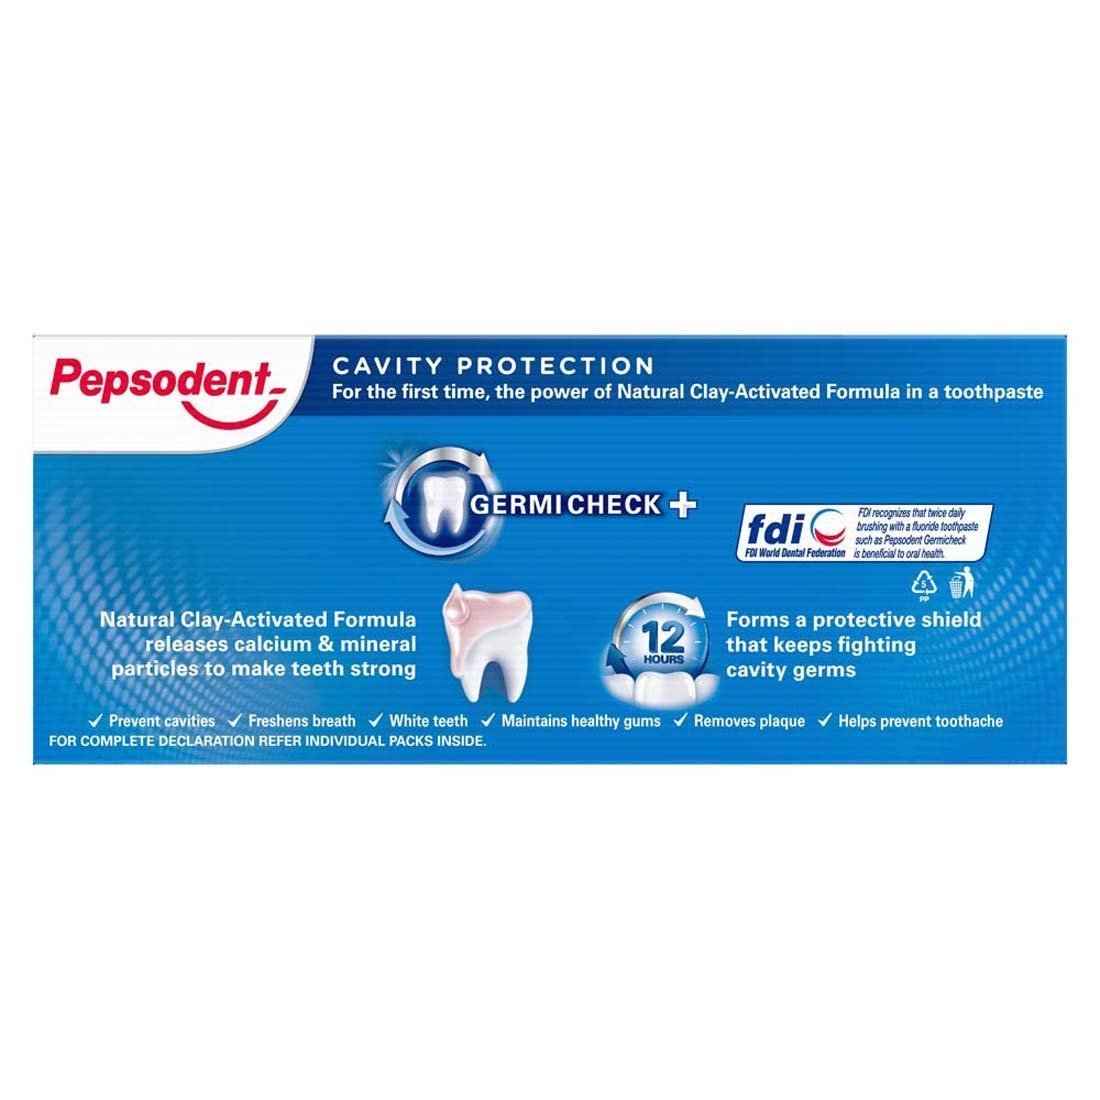 Pepsodent
CAVITY PROTECTION
For the first time, the power of Natural Clay-Activated Formula in a toothpaste
GERMICHECK +
fdi
FDI World Dental Federation
FDI recognizes that twice daily
brushing with a fluoride toothpaste
such as Pepsodent Germicheck
is beneficial to oral health.
5
PP
Natural Clay-Activated Formula
releases calcium & mineral
particles to make teeth strong
12
HOURS
Forms a protective shield
that keeps fighting
cavity germs
✓ Prevent cavities ✓ Freshens breath ✓ White teeth ✓ Maintains healthy gums ✓ Removes plaque ✓ Helps prevent toothache
FOR COMPLETE DECLARATION REFER INDIVIDUAL PACKS INSIDE.